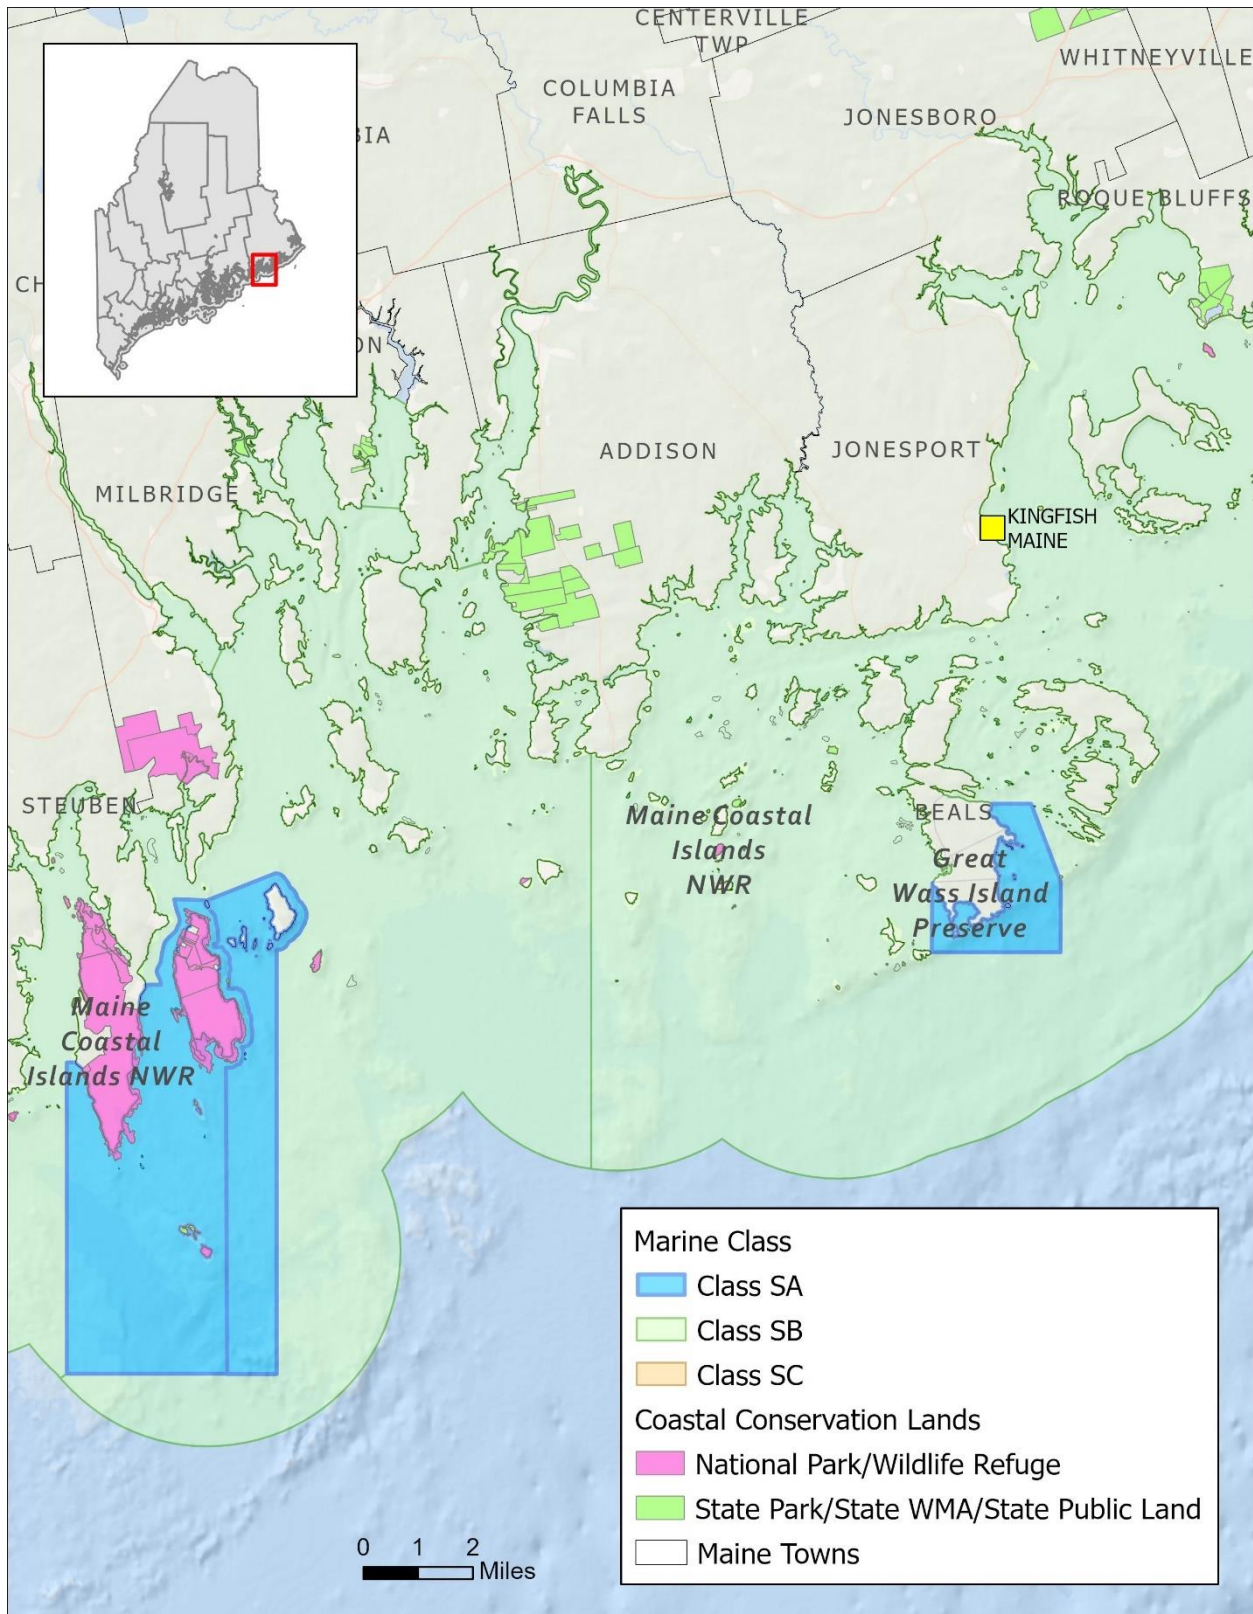 CENTERVILLE
TWP
WHITNEYVILLE
COLUMBIA
FALLS
JONESBORO
BIA
ROQUE BLUFFS
CH
ON
ADDISON
JONESPORT
MILBRIDGE
KINGFISH
MAINE
STEUBEN
Maine Coastal
Islands
NWR
BEALS
Great
Wass Island
Preserve
Maine
Coastal
Islands NWR
Marine Class
Class SA
Class SB
Class SC
Coastal Conservation Lands
National Park/Wildlife Refuge
State Park/State WMA/State Public Land
Maine Towns
0 1 2
Miles